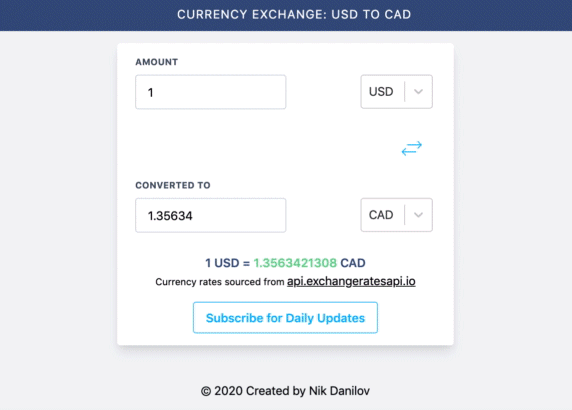 CURRENCY EXCHANGE: USD TO CAD
AMOUNT
1 USD
CONVERTED TO
1.35634 CAD
1 USD = 1.3563421308 CAD
Currency rates sourced from api.exchangeratesapi.io
Subscribe for Daily Updates
© 2020 Created by Nik Danilov